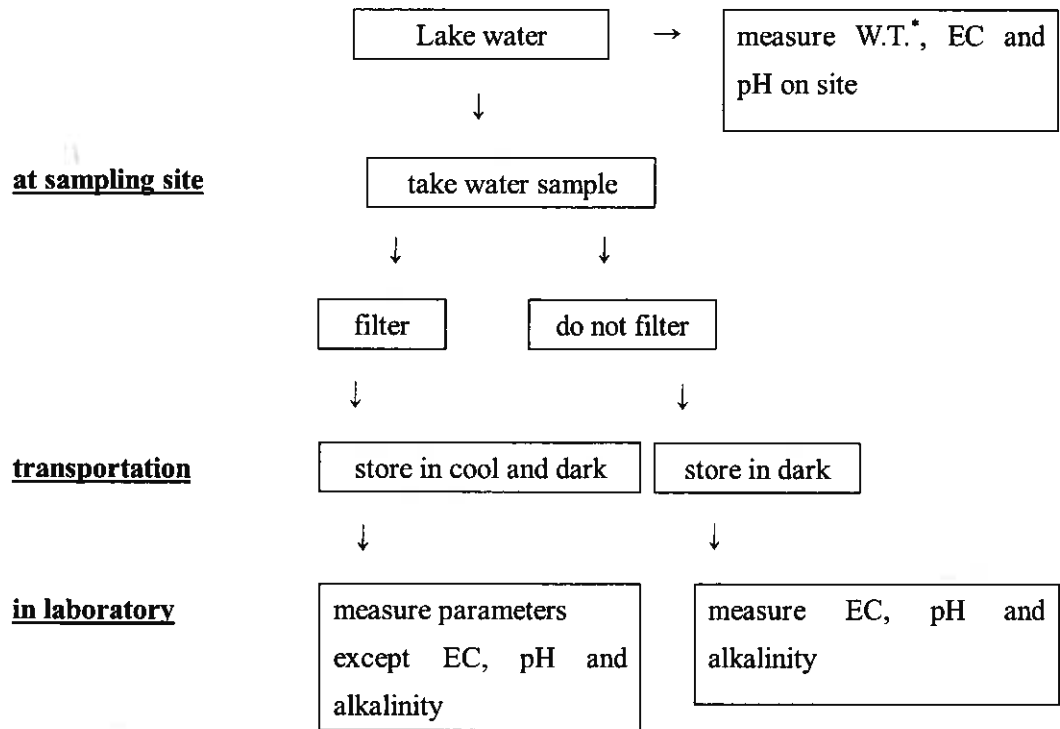 Lake water
→
measure W.T.*, EC and
pH on site
↓
at sampling site
take water sample
↓ ↓
filter
do not filter
↓ ↓
transportation
store in cool and dark
store in dark
↓ ↓
in laboratory
measure parameters
except EC, pH and
alkalinity
measure EC, pH and
alkalinity